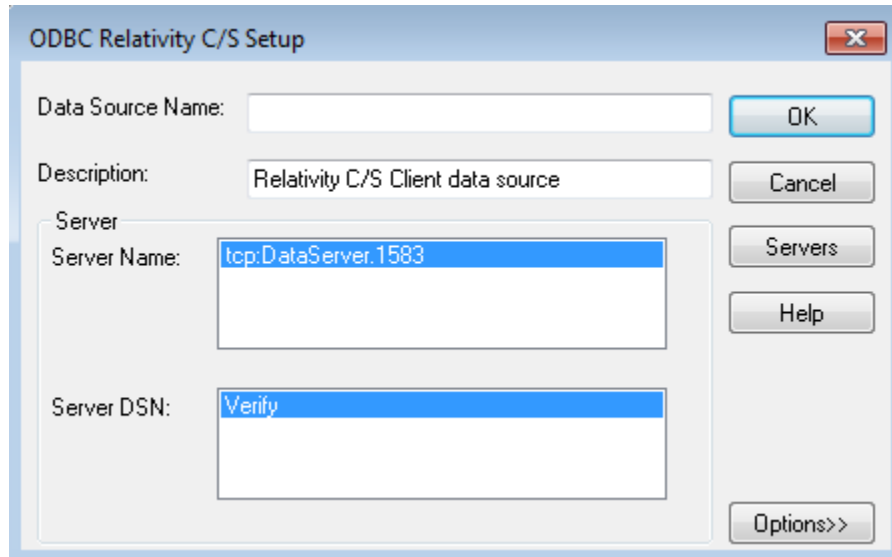 ODBC Relativity C/S Setup
Data Source Name:
OK
Description: Relativity C/S Client data source
Cancel
Server
Server Name: tcp:DataServer.1583
Servers
Help
Server DSN: Verify
Options>>